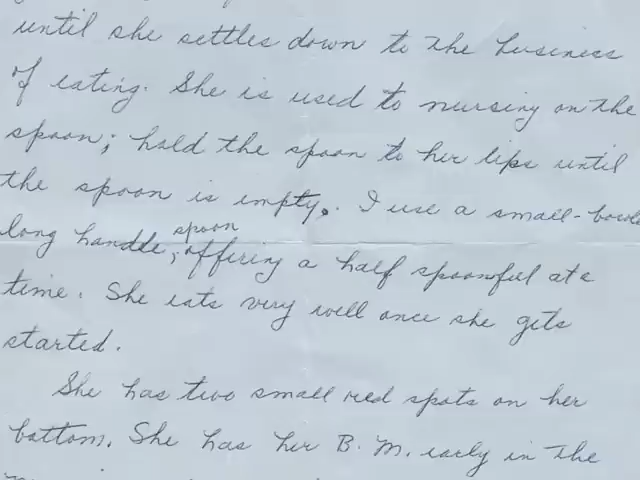 until she settles down to the business
of eating. She is used to nursing on the
spoon; hold the spoon to her lips until
the spoon is empty. I use a small-bowl
long handle, spoon; offering a half spoonful at a
time. She eats very well once she gets
started.
She has two small red spots on her
bottom. She has her B. M. early in the